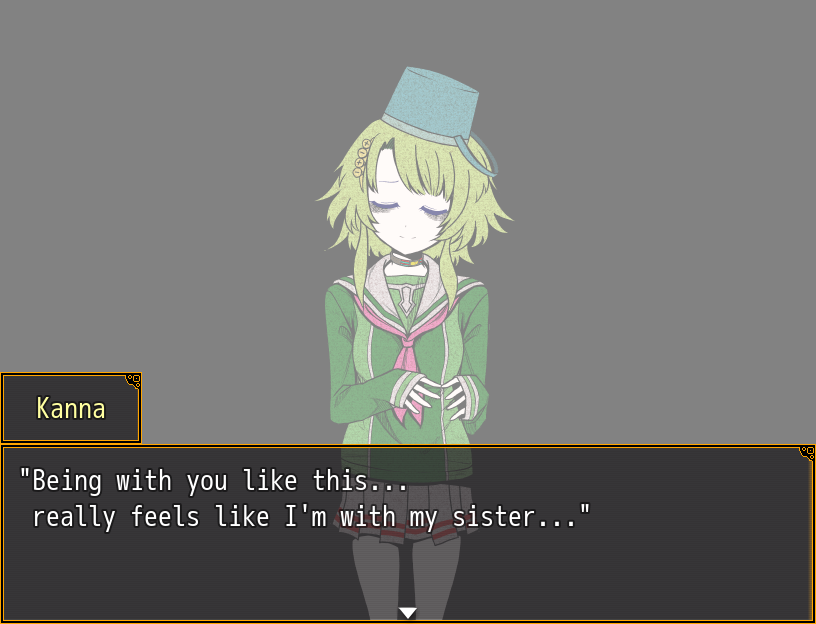 Kanna
"Being with you like this...
really feels like I'm with my sister..."